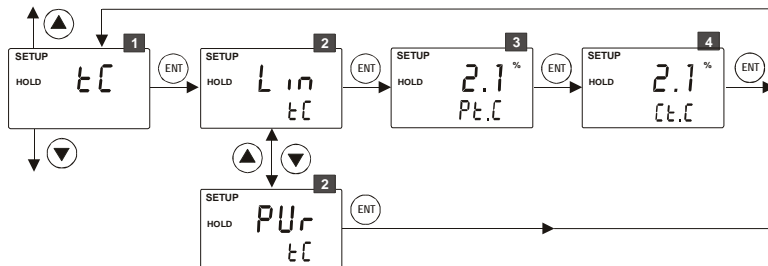 1
SETUP
HOLD
tC
ENT
2
SETUP
HOLD
Lin
tC
ENT
3
SETUP
HOLD
2.1 %
Pt.C
ENT
4
SETUP
HOLD
2.1 %
Ct.C
ENT
2
SETUP
HOLD
PUr
tC
ENT